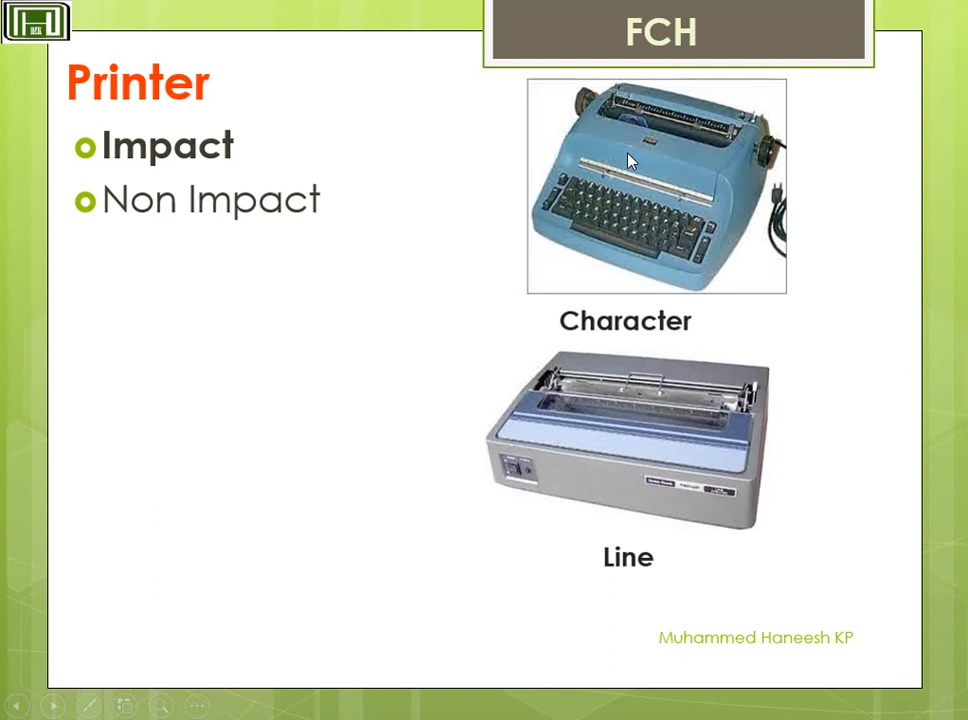 FCH
Printer
Impact
Non Impact
Character
Line
Muhammed Haneesh KP